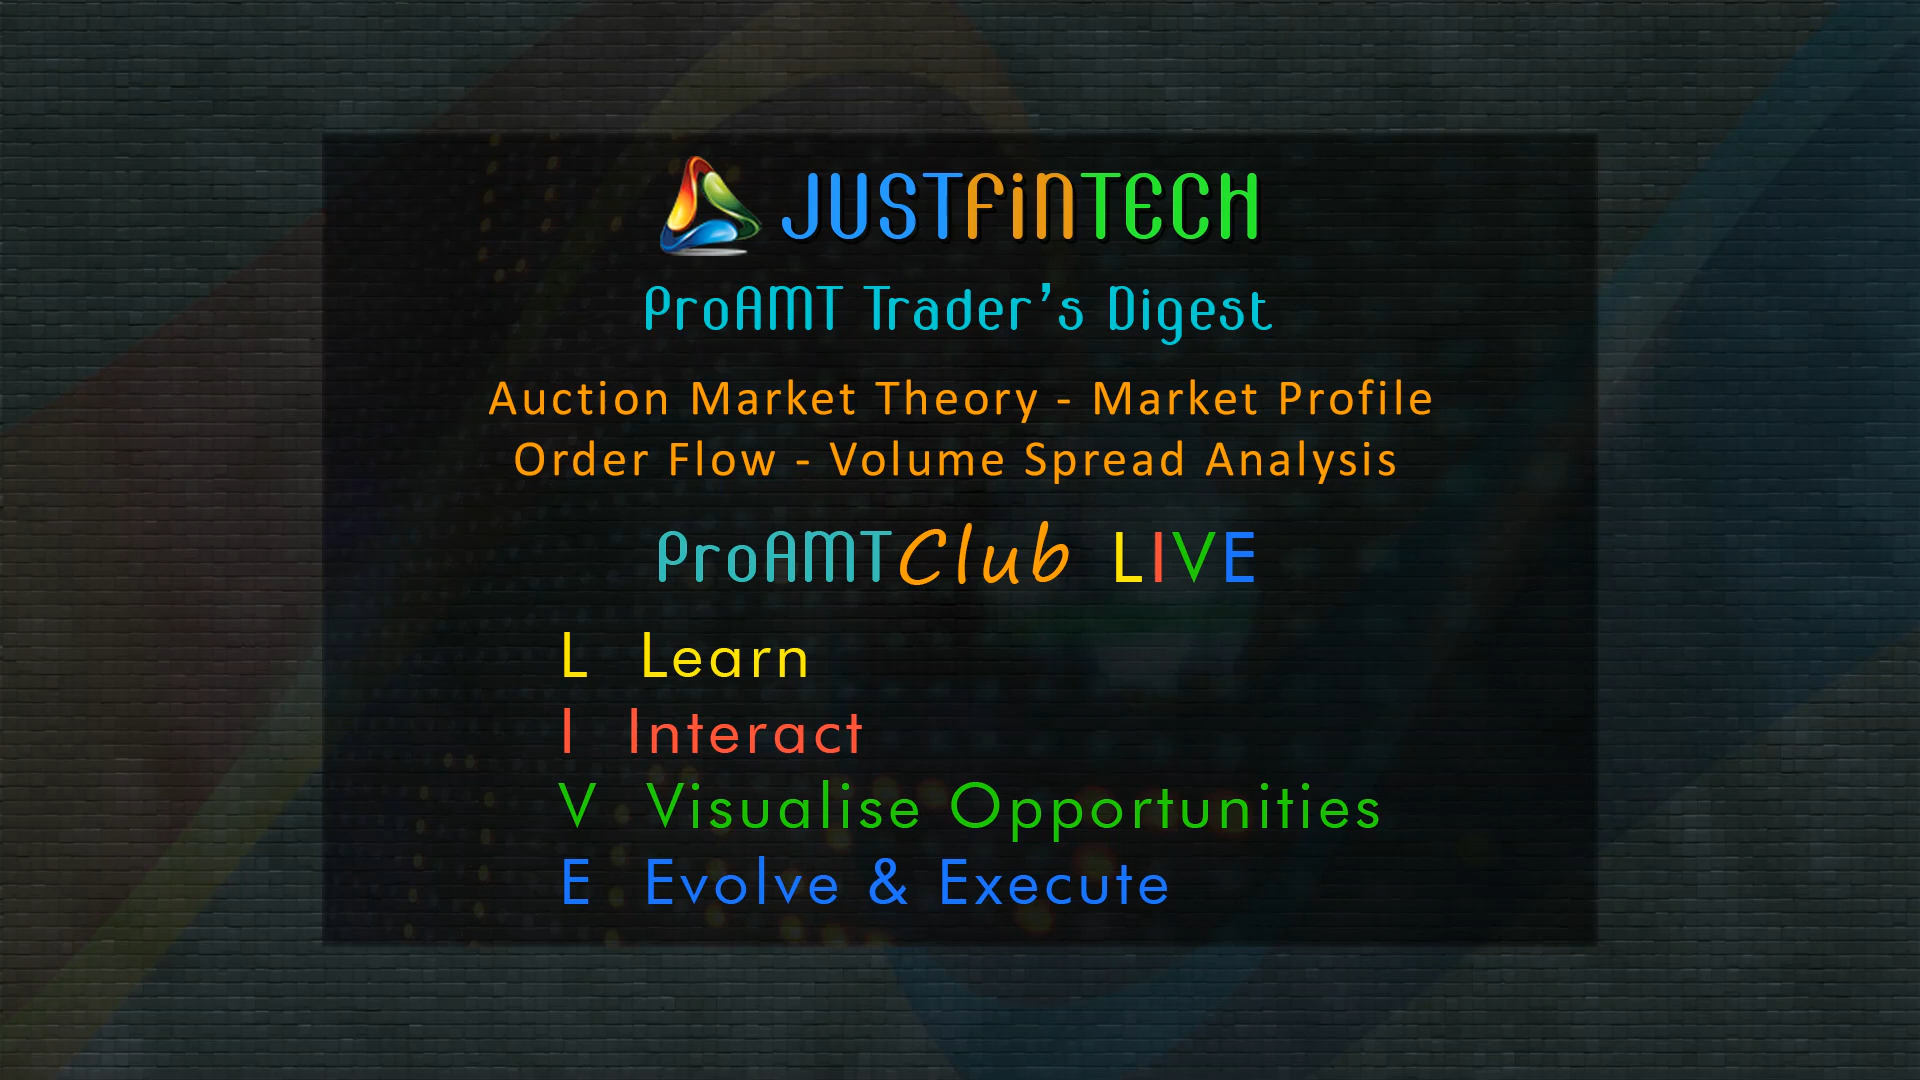 JUSTFiNTECH
ProAMT Trader's Digest
Auction Market Theory - Market Profile
Order Flow - Volume Spread Analysis
ProAMTClub LIVE
L Learn
I Interact
V Visualise Opportunities
E Evolve & Execute